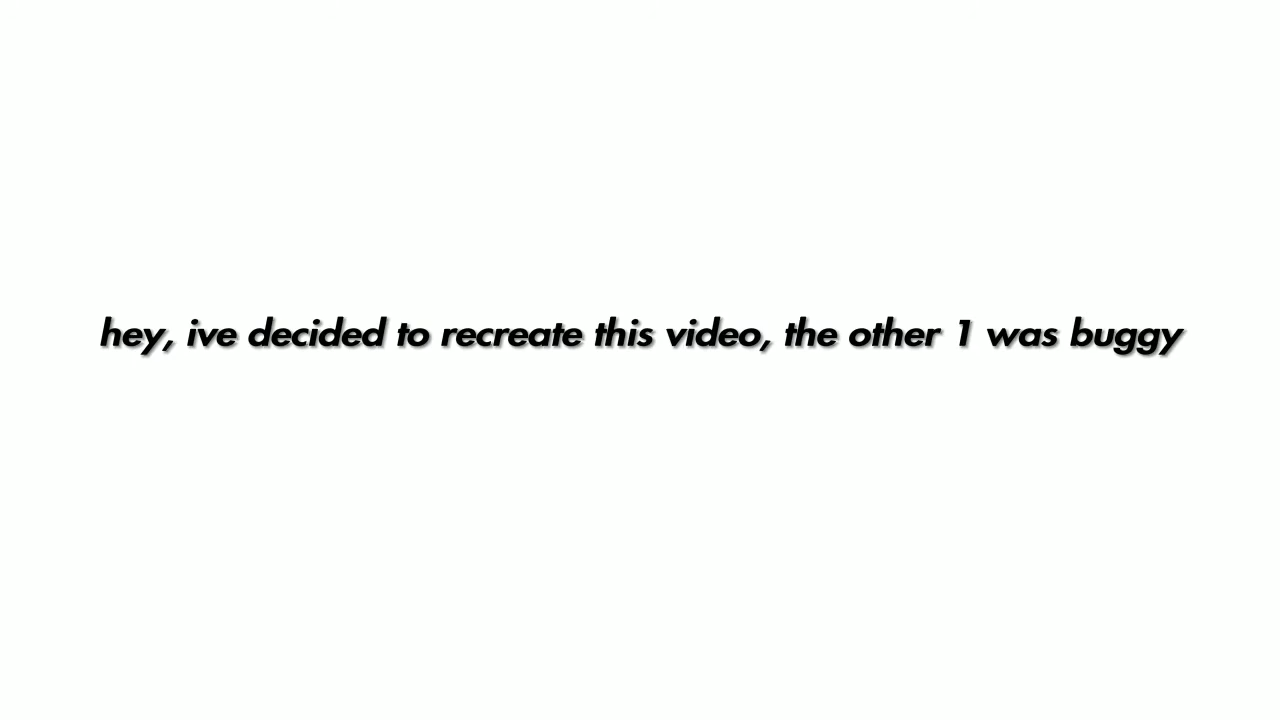 hey, ive decided to recreate this video, the other 1 was buggy